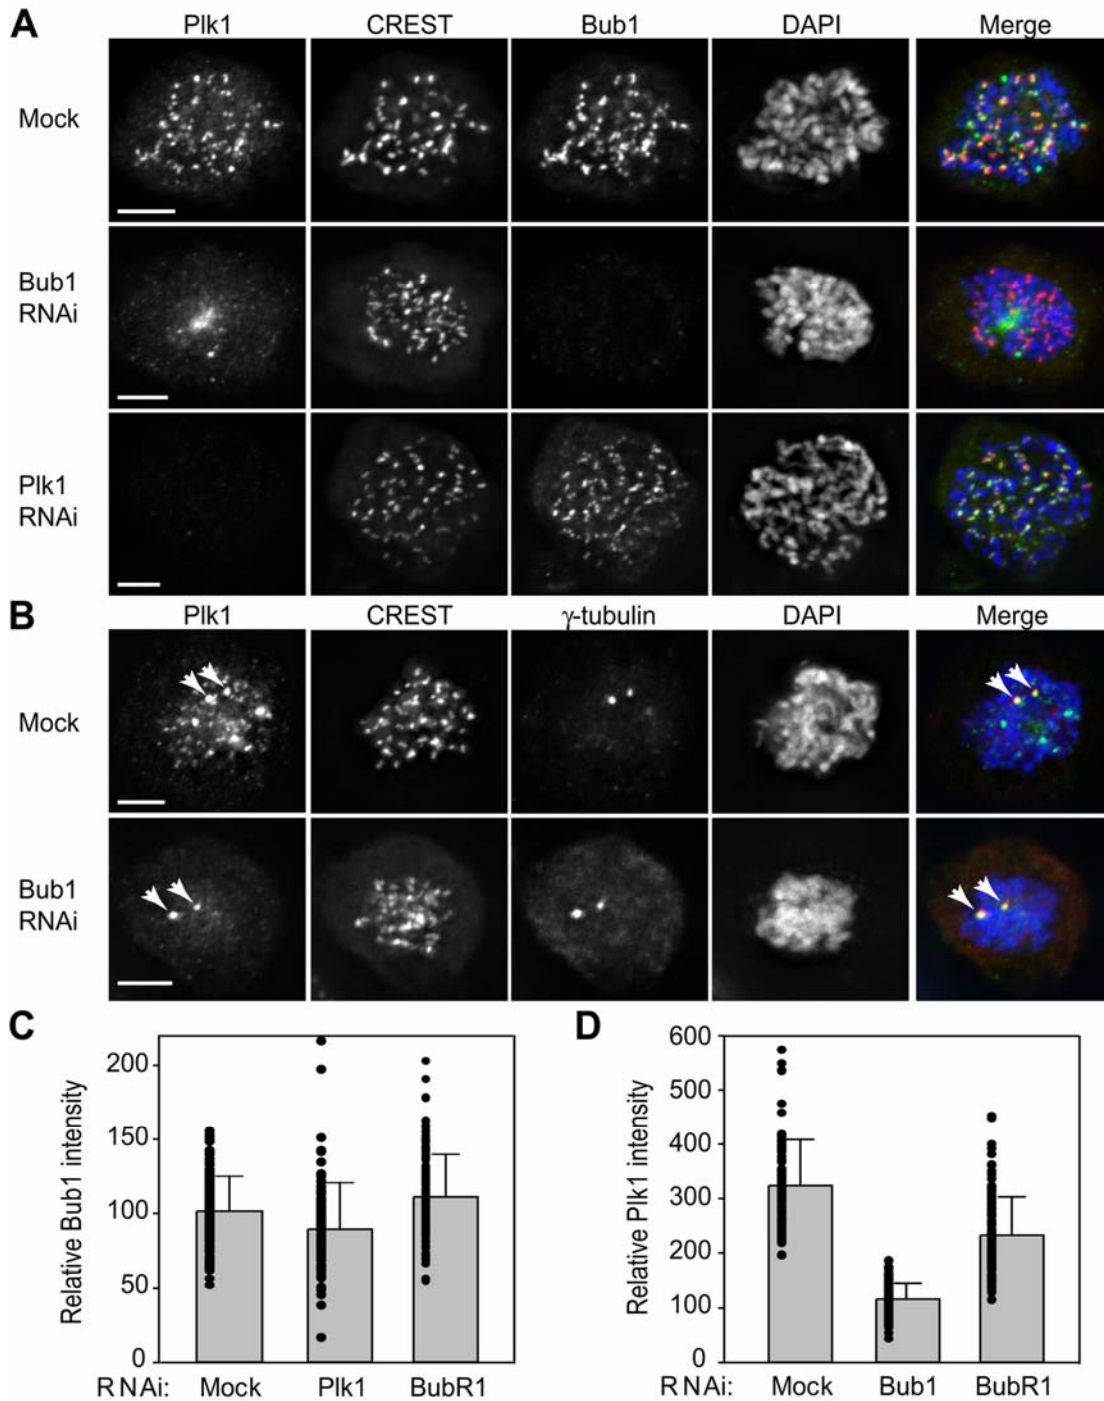 A
Plk1 CREST Bub1 DAPI Merge
Mock
Bub1
RNAi
Plk1
RNAi
B
Plk1 CREST γ-tubulin DAPI Merge
Mock
Bub1
RNAi
C
Relative Bub1 intensity
200
150
100
50
0
RNAi: Mock Plk1 BubR1
D
Relative Plk1 intensity
600
500
400
300
200
100
0
RNAi: Mock Bub1 BubR1